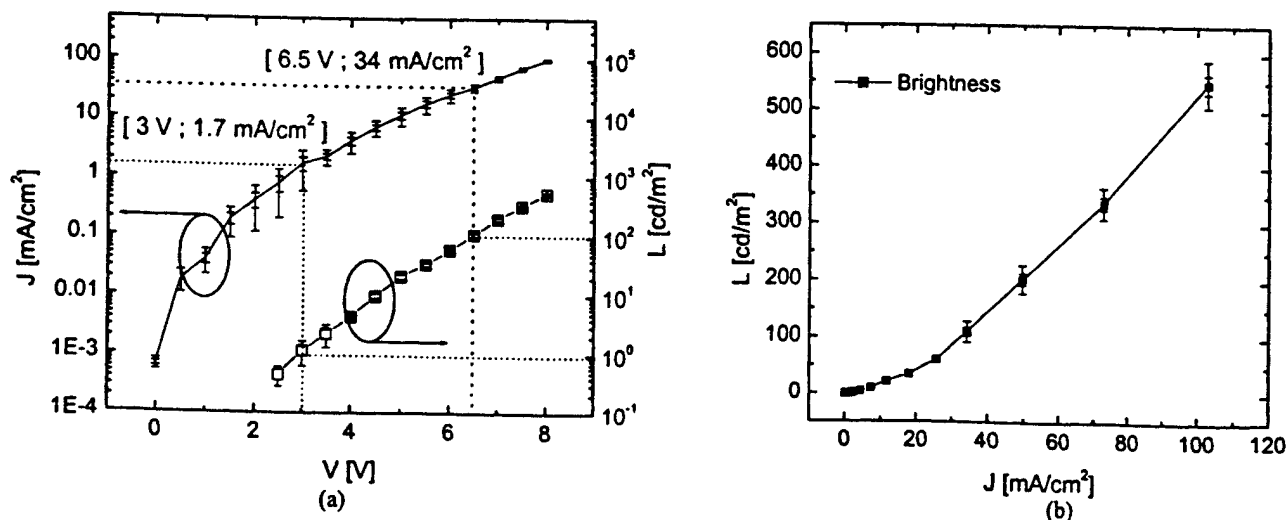 100
10
1
0.1
0.01
1E-3
1E-4
J [mA/cm²]
[ 6.5 V ; 34 mA/cm² ]
[ 3 V ; 1.7 mA/cm² ]
10⁵
10⁴
10³
10²
10¹
10⁰
10⁻¹
L [cd/m²]
0 2 4 6 8
V [V]
(a)
600
500
400
300
200
100
0
L [cd/m²]
Brightness
0 20 40 60 80 100 120
J [mA/cm²]
(b)